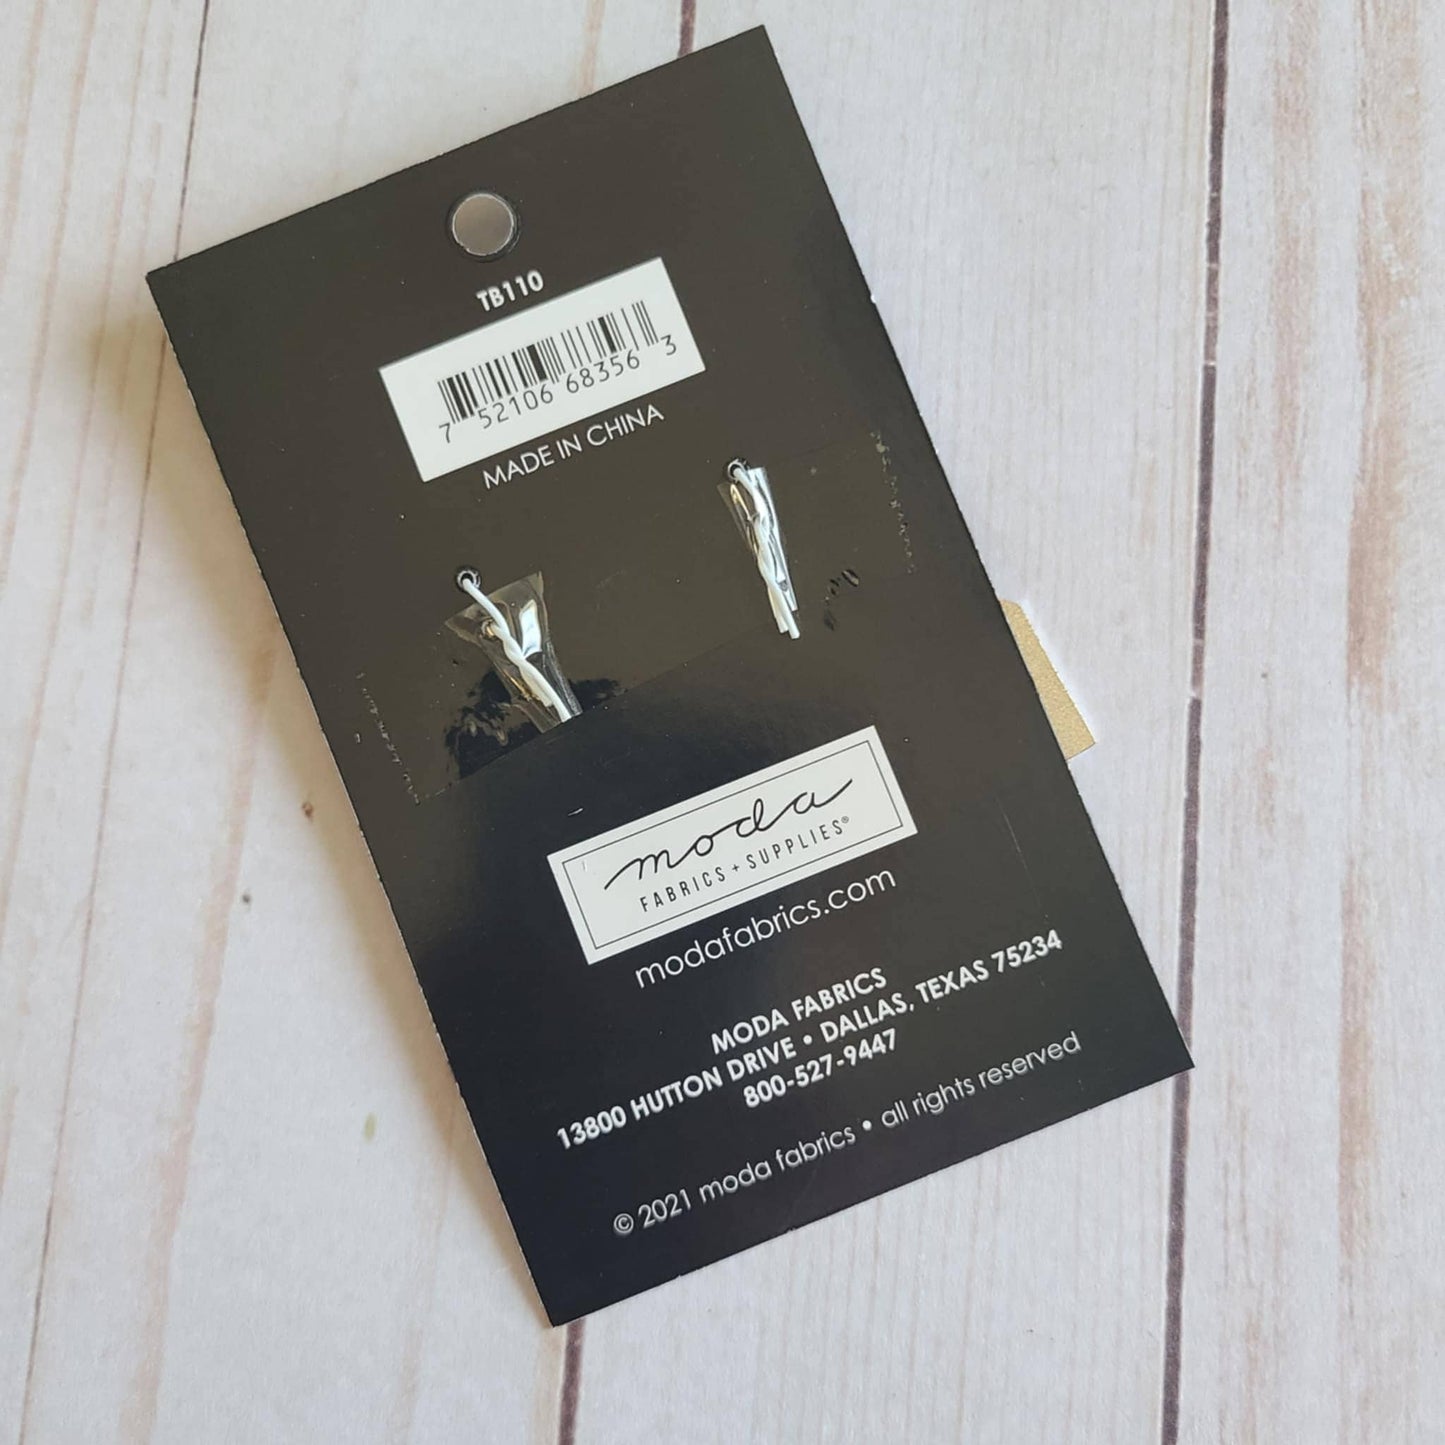 TB110
7 52106 68356 3
MADE IN CHINA
moda
FABRICS + SUPPLIES®
modafabrics.com
MODA FABRICS
13800 HUTTON DRIVE • DALLAS, TEXAS 75234
800-527-9447
© 2021 moda fabrics • all rights reserved